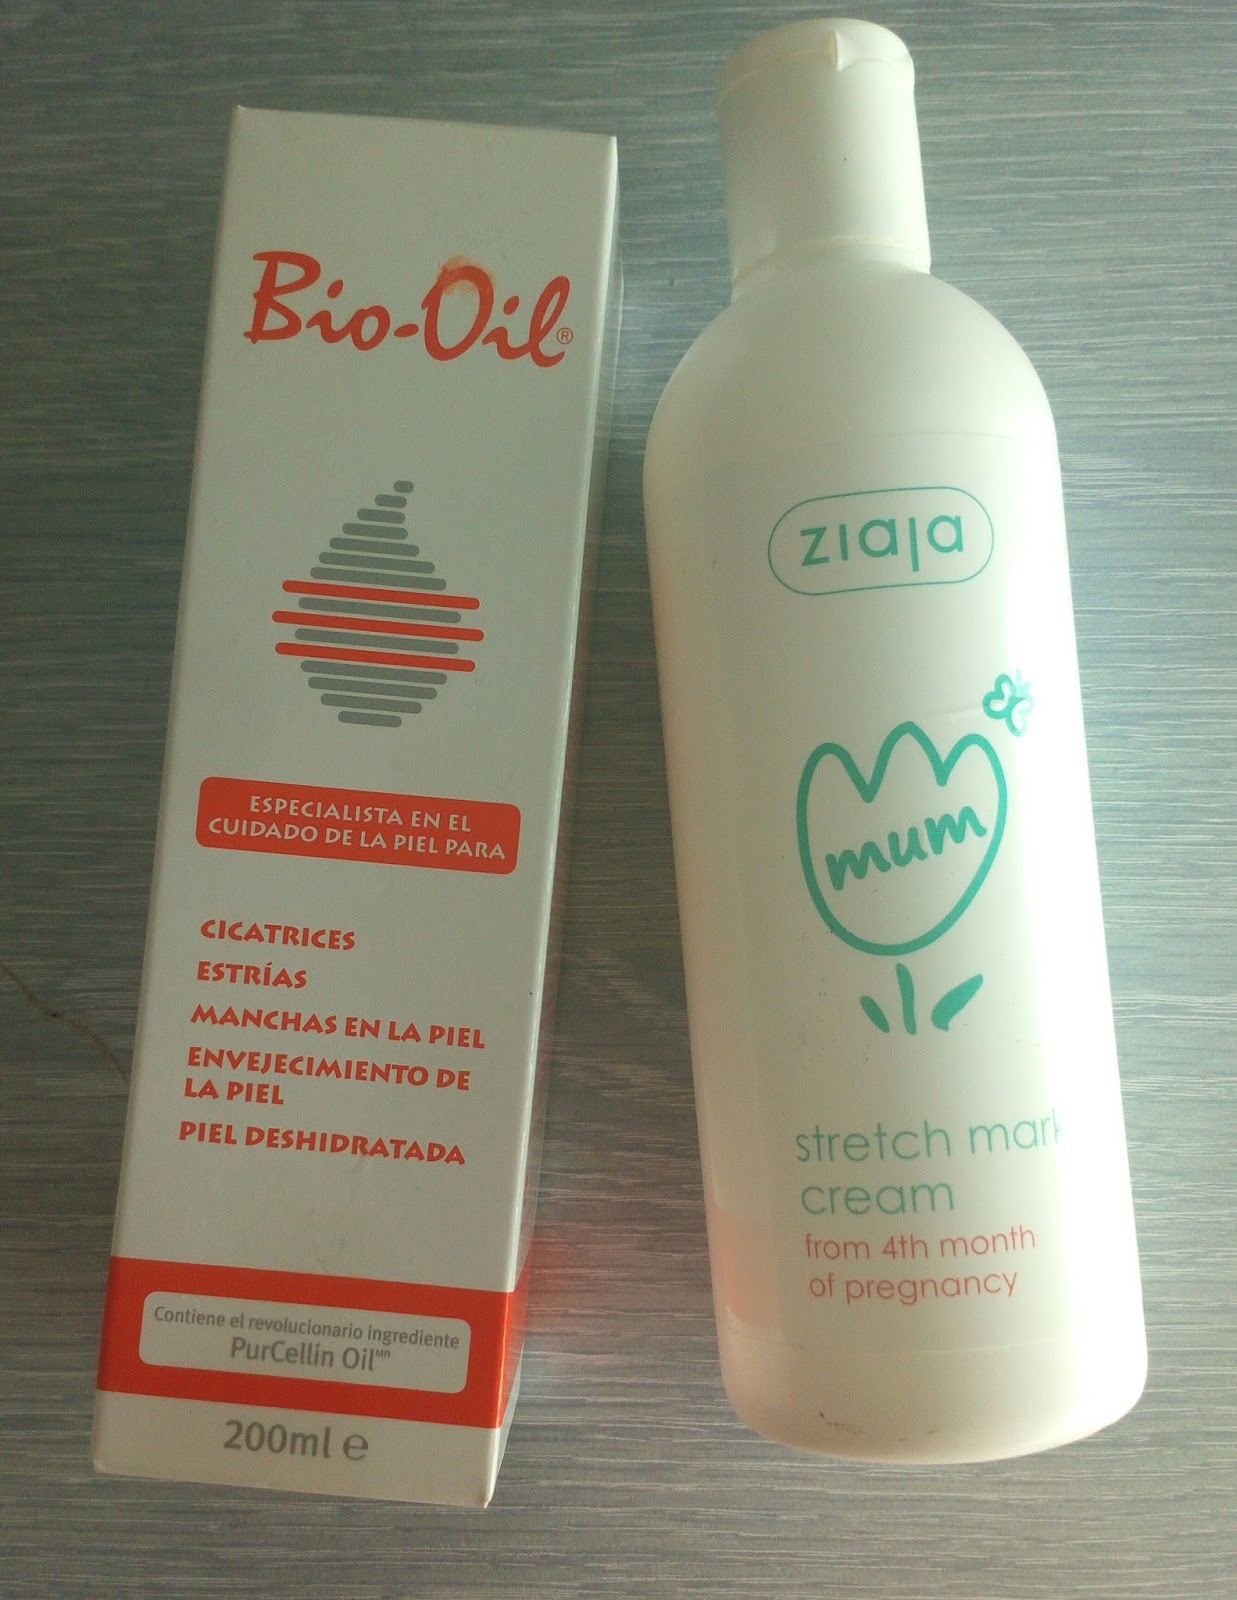 Bio-Oil®
ESPECIALISTA EN EL
CUIDADO DE LA PIEL PARA
CICATRICES
ESTRÍAS
MANCHAS EN LA PIEL
ENVEJECIMIENTO DE
LA PIEL
PIEL DESHIDRATADA
Contiene el revolucionario ingrediente
PurCellin Oil MR
200ml e
ziaja
mum
stretch mark
cream
from 4th month
of pregnancy